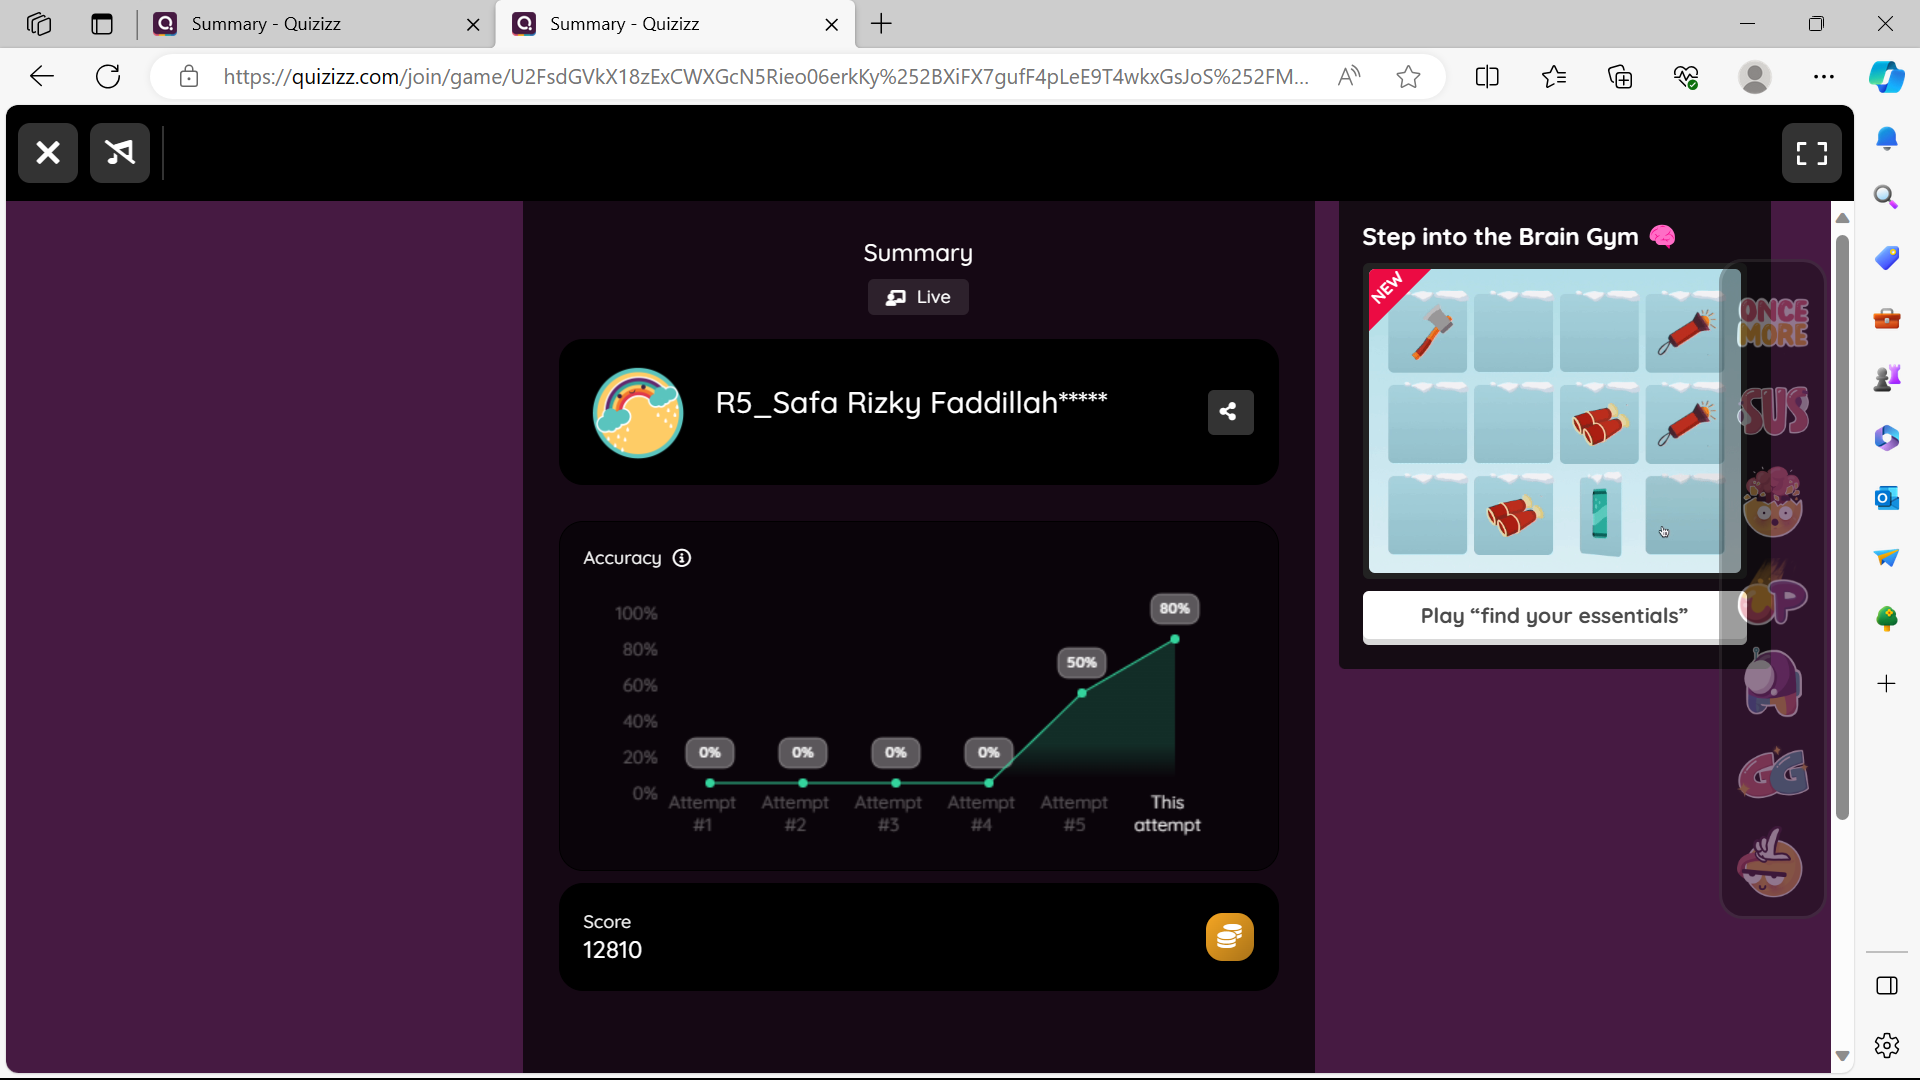 Summary - Quizizz
Summary - Quizizz
https://quizizz.com/join/game/U2FsdGVkX18zExCWXGcN5Rieo06erkKy%252BXiFX7gufF4pLeE9T4wkxGsJoS%252FM...
Summary
Live
R5_Safa Rizky Faddillah*****
Accuracy
100%
80%
60%
40%
20%
0%
0%
0%
0%
0%
50%
80%
Attempt
#1
Attempt
#2
Attempt
#3
Attempt
#4
Attempt
#5
This
attempt
Score
12810
Step into the Brain Gym
NEW
Play “find your essentials”
ONCE
MORE
SUS
UP
GG